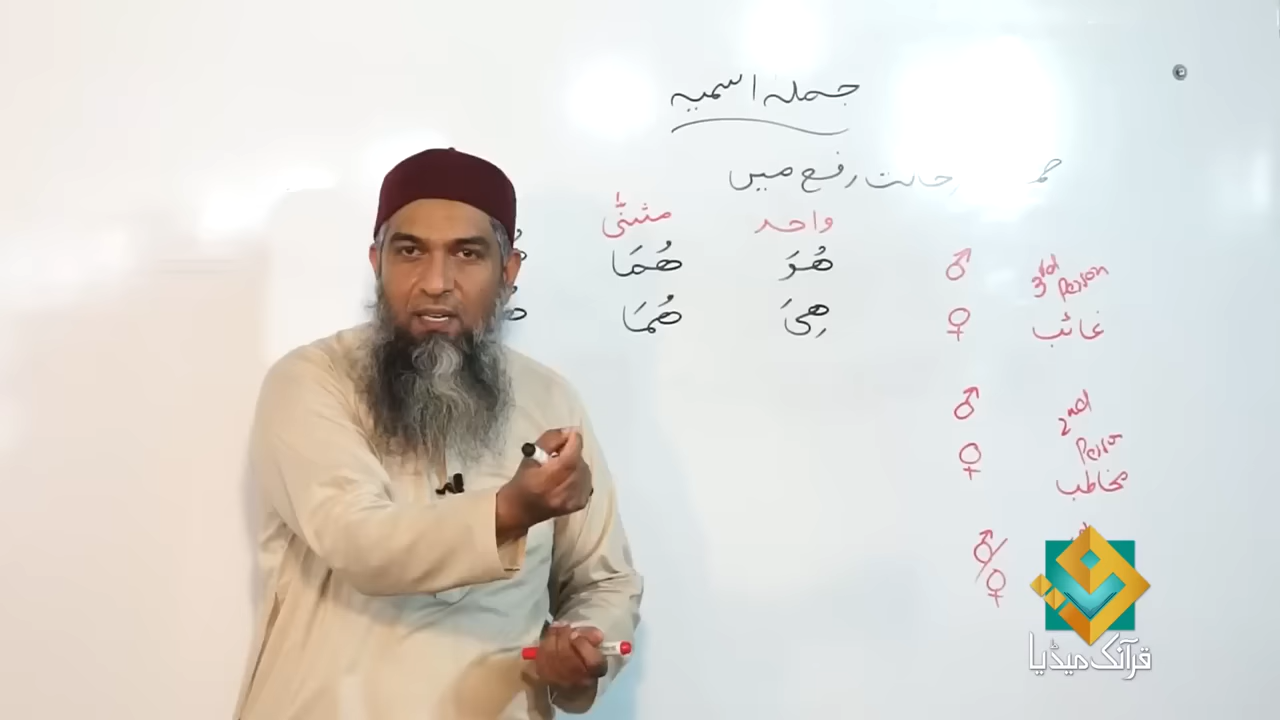 جملہ اسمیہ
حالت رفع میں
واحد مثنیٰ
3rd Person ♂ هُوَ هُمَا
غائب ♀ هِيَ هُمَا
2nd ♂
Person ♀
مخاطب
♂/♀
قرآنک میڈیا